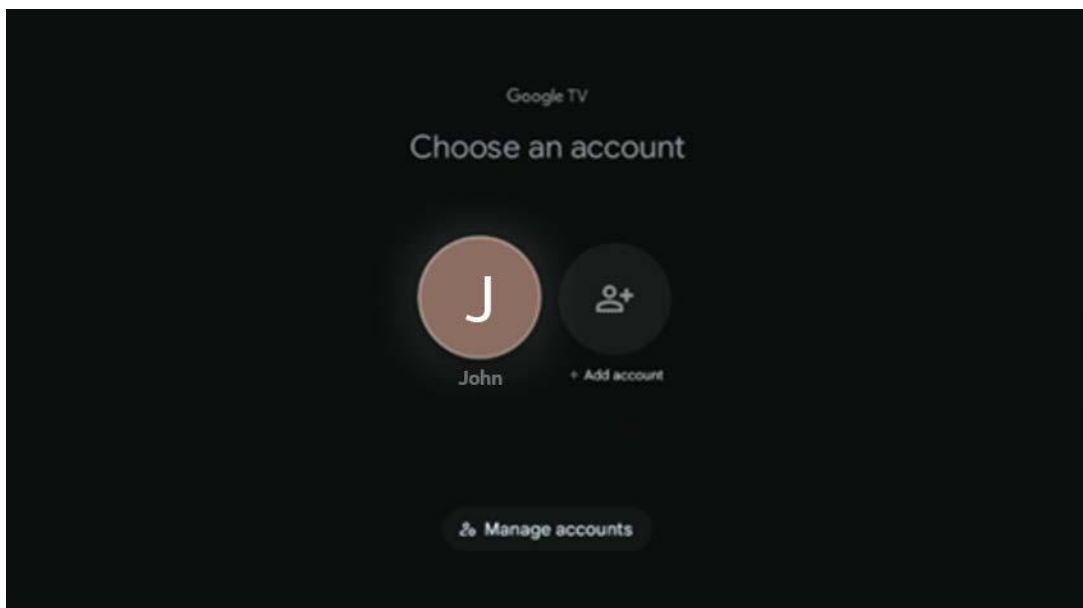 Google TV
Choose an account
J
John
+ Add account
Manage accounts